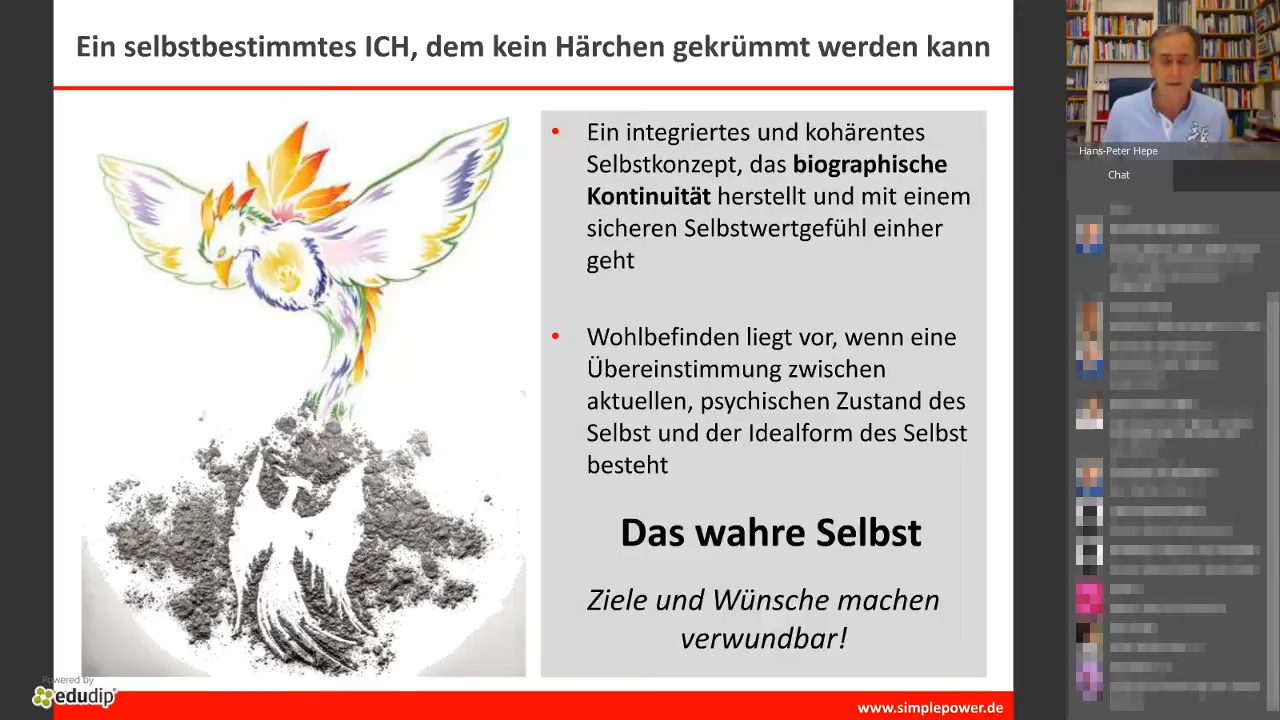 Ein selbstbestimmtes ICH, dem kein Härchen gekrümmt werden kann
• Ein integriertes und kohärentes
Selbstkonzept, das biographische
Kontinuität herstellt und mit einem
sicheren Selbstwertgefühl einher
geht
• Wohlbefinden liegt vor, wenn eine
Übereinstimmung zwischen
aktuellen, psychischen Zustand des
Selbst und der Idealform des Selbst
besteht
Das wahre Selbst
Ziele und Wünsche machen
verwundbar!
Powered by
edudip
www.simplepower.de
Hans-Peter Hepe
Chat